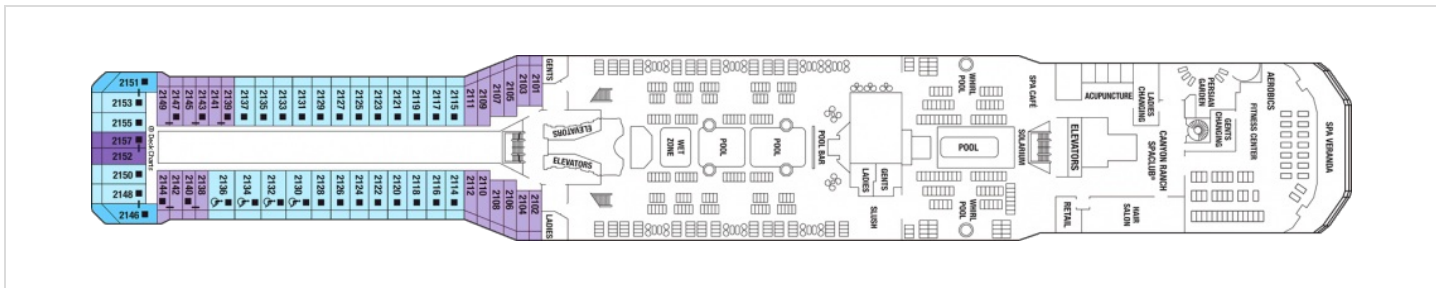 2151
2153
2155
2157
2152
2150
2148
2146
© Deck Charts
2149
2147
2145
2143
2141
2139
2137
2135
2133
2131
2129
2127
2125
2123
2121
2119
2117
2115
2111
2109
2107
2105
2103
2101
2144
2142
2140
2138
2136
2134
2132
2130
2128
2126
2124
2122
2120
2118
2116
2114
2112
2110
2108
2106
2104
2102
GENTS
LADIES
ELEVATORS
ELEVATORS
WET
ZONE
POOL
POOL
POOL BAR
LADIES
GENTS
SLUSH
WHIRL
POOL
POOL
WHIRL
POOL
SPA CAFÉ
SOLARIUM
ELEVATORS
ACUPUNCTURE
LADIES
CHANGING
RETAIL
HAIR
SALON
CANYON RANCH
SPACLUB®
PERSIAN
GARDEN
GENTS
CHANGING
FITNESS CENTER
AEROBICS
SPA VERANDA